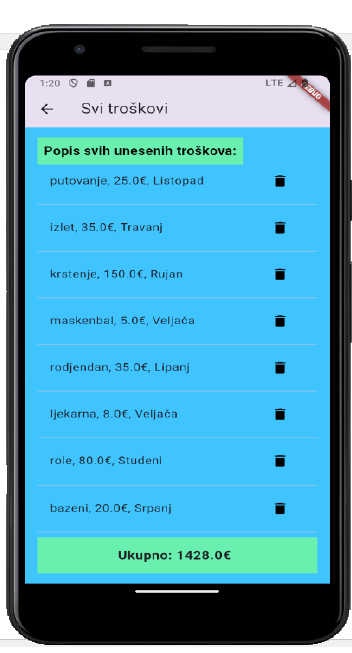 1:20 LTE
DEBUG
Svi troškovi
Popis svih unesenih troškova:
putovanje, 25.0€, Listopad
izlet, 35.0€, Travanj
krstenje, 150.0€, Rujan
maskenbal, 5.0€, Veljača
rodjendan, 35.0€, Lipanj
ljekarna, 8.0€, Veljača
role, 80.0€, Studeni
bazeni, 20.0€, Srpanj
Ukupno: 1428.0€